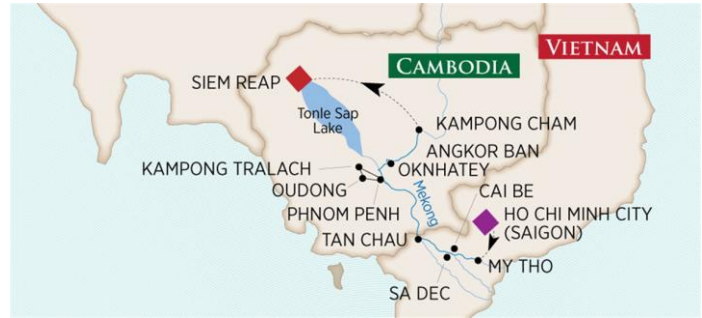 VIETNAM
CAMBODIA
SIEM REAP
Tonle Sap
Lake
KAMPONG CHAM
ANGKOR BAN
KAMPONG TRALACH
OKNHATEY
OUDONG
CAI BE
PHNOM PENH
Mekong
HO CHI MINH CITY
(SAIGON)
TAN CHAU
MY THO
SA DEC